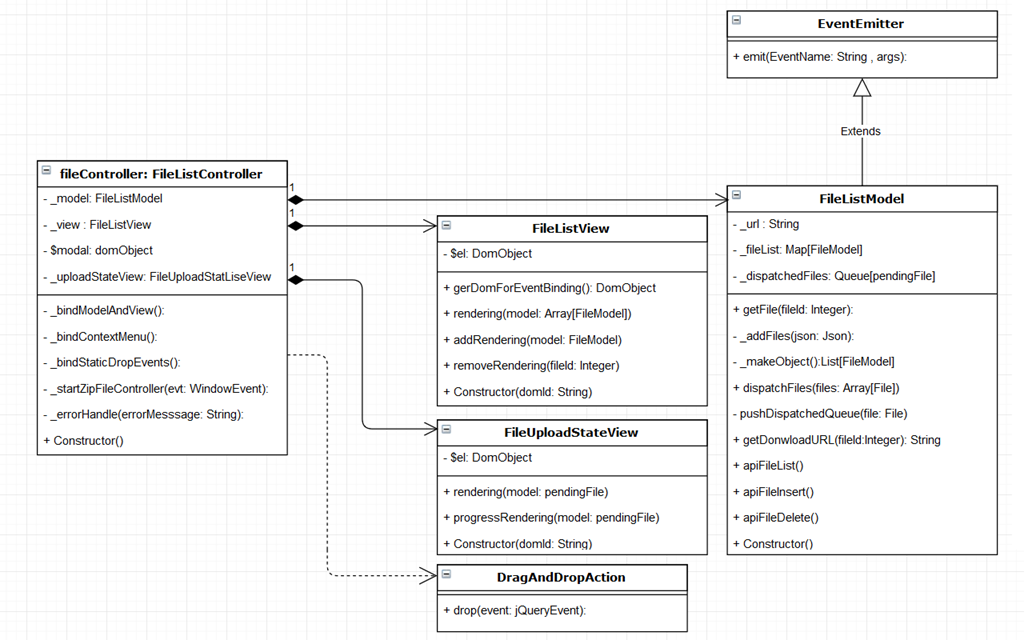 EventEmitter
+ emit(EventName: String , args):
Extends
fileController: FileListController
- _model: FileListModel
- _view : FileListView
- $modal: domObject
- _uploadStateView: FileUploadStatLiseView
- _bindModelAndView():
- _bindContextMenu():
- _bindStaticDropEvents():
- _startZipFileController(evt: WindowEvent):
- _errorHandle(errorMesssage: String):
+ Constructor()
1
1
1
FileListView
- $el: DomObject
+ gerDomForEventBinding(): DomObject
+ rendering(model: Array[FileModel])
+ addRendering(model: FileModel)
+ removeRendering(fileId: Integer)
+ Constructor(domId: String)
FileUploadStateView
- $el: DomObject
+ rendering(model: pendingFile)
+ progressRendering(model: pendingFile)
+ Constructor(domId: String)
DragAndDropAction
+ drop(event: jQueryEvent):
FileListModel
- _url : String
- _fileList: Map[FileModel]
- _dispatchedFiles: Queue[pendingFile]
+ getFile(fileId: Integer):
- _addFiles(json: Json):
- _makeObject():List[FileModel]
+ dispatchFiles(files: Array[File])
- pushDispatchedQueue(file: File)
+ getDonwloadURL(fileId:Integer): String
+ apiFileList()
+ apiFileInsert()
+ apiFileDelete()
+ Constructor()